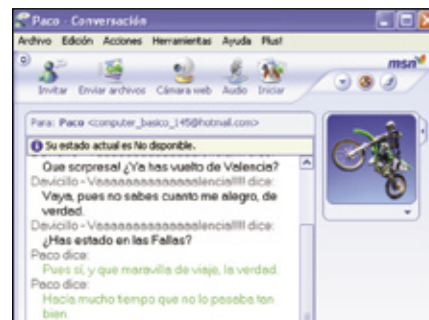 Paco - Conversación
Archivo Edición Acciones Herramientas Ayuda Plus!
msn
Invitar Enviar archivos Cámara web Audio Iniciar
Para: Paco <computer_basico_145@hotmail.com>
Su estado actual es No disponible.
Que sorpresa! ¿Ya has vuelto de Valencia?
dice:
Vaya, pues no sabes cuanto me alegro, de
verdad.
dice:
¿Has estado en las Fallas?
Paco dice:
Pues sí, y que maravilla de viaje, la verdad.
Paco dice:
Hacía mucho tiempo que no lo pasaba tan
bien.